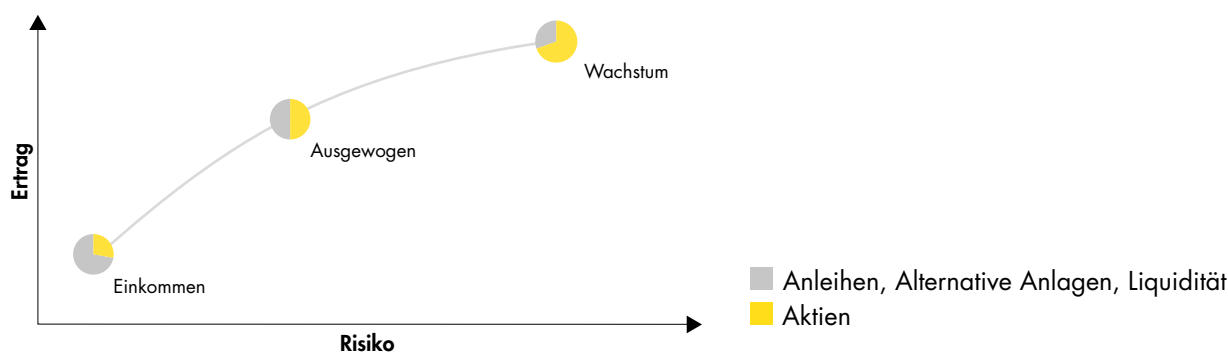 Wachstum
Ausgewogen
Ertrag
Einkommen
Anleihen, Alternative Anlagen, Liquidität
Aktien
Risiko